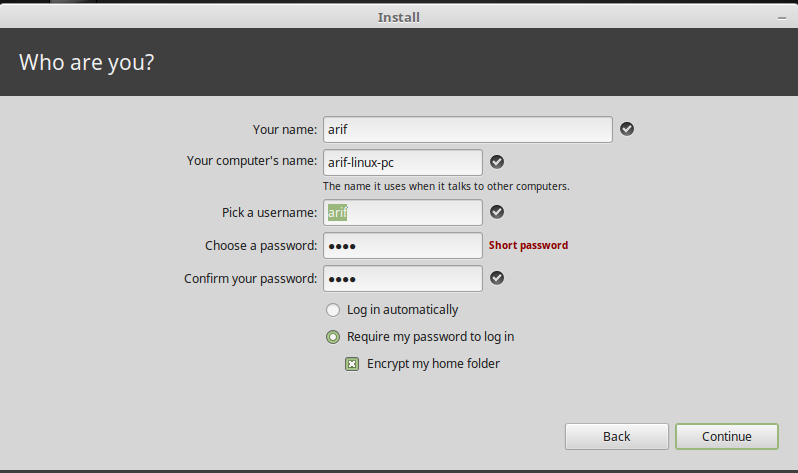 Install
Who are you?
Your name: arif
Your computer's name: arif-linux-pc
The name it uses when it talks to other computers.
Pick a username: arif
Choose a password: ●●●● Short password
Confirm your password: ●●●●
Log in automatically
Require my password to log in
Encrypt my home folder
Back Continue